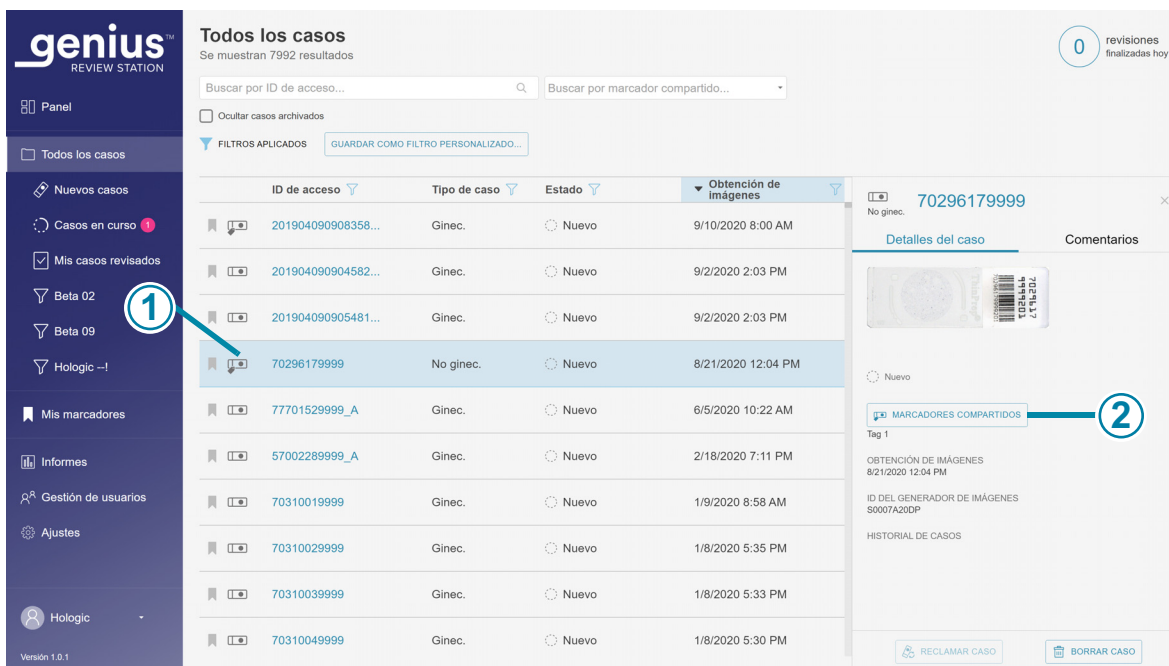 genius™
REVIEW STATION
Panel
Todos los casos
Nuevos casos
Casos en curso 1
Mis casos revisados
Beta 02
Beta 09
Hologic --!
Mis marcadores
Informes
Gestión de usuarios
Ajustes
Hologic
Versión 1.0.1
Todos los casos
Se muestran 7992 resultados
0 revisiones
finalizadas hoy
Buscar por ID de acceso...
Buscar por marcador compartido...
Ocultar casos archivados
FILTROS APLICADOS
GUARDAR COMO FILTRO PERSONALIZADO...
ID de acceso
Tipo de caso
Estado
Obtención de
imágenes
201904090908358... Ginec. Nuevo 9/10/2020 8:00 AM
201904090904582... Ginec. Nuevo 9/2/2020 2:03 PM
201904090905481... Ginec. Nuevo 9/2/2020 2:03 PM
70296179999 No ginec. Nuevo 8/21/2020 12:04 PM
77701529999_A Ginec. Nuevo 6/5/2020 10:22 AM
57002289999_A Ginec. Nuevo 2/18/2020 7:11 PM
70310019999 Ginec. Nuevo 1/9/2020 8:58 AM
70310029999 Ginec. Nuevo 1/8/2020 5:35 PM
70310039999 Ginec. Nuevo 1/8/2020 5:33 PM
70310049999 Ginec. Nuevo 1/8/2020 5:30 PM
1
No ginec.
70296179999
Detalles del caso
Comentarios
ThinPrep
7029617
9999201
Nuevo
MARCADORES COMPARTIDOS
2
Tag 1
OBTENCIÓN DE IMÁGENES
8/21/2020 12:04 PM
ID DEL GENERADOR DE IMÁGENES
S0007A20DP
HISTORIAL DE CASOS
RECLAMAR CASO
BORRAR CASO